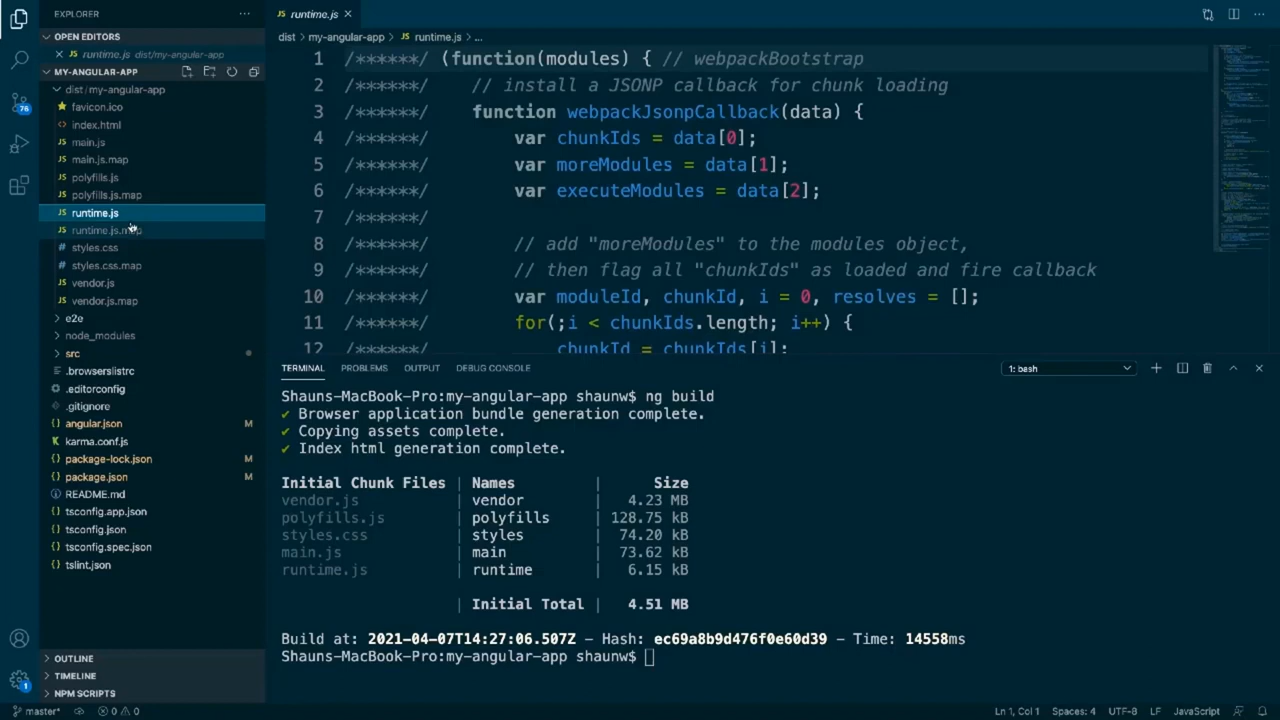 EXPLORER
OPEN EDITORS
runtime.js dist/my-angular-app
MY-ANGULAR-APP
dist/my-angular-app
favicon.ico
index.html
main.js
main.js.map
polyfills.js
polyfills.js.map
runtime.js
runtime.js.map
styles.css
styles.css.map
vendor.js
vendor.js.map
e2e
node_modules
src
.browserslistrc
.editorconfig
.gitignore
angular.json M
karma.conf.js
package-lock.json M
package.json M
README.md
tsconfig.app.json
tsconfig.json
tsconfig.spec.json
tslint.json
OUTLINE
TIMELINE
NPM SCRIPTS
runtime.js
dist > my-angular-app > JS runtime.js > ...
1 /******/ (function(modules) { // webpackBootstrap
2 /******/ // install a JSONP callback for chunk loading
3 /******/ function webpackJsonpCallback(data) {
4 /******/ var chunkIds = data[0];
5 /******/ var moreModules = data[1];
6 /******/ var executeModules = data[2];
7 /******/
8 /******/ // add "moreModules" to the modules object,
9 /******/ // then flag all "chunkIds" as loaded and fire callback
10 /******/ var moduleId, chunkId, i = 0, resolves = [];
11 /******/ for(;i < chunkIds.length; i++) {
12 /******/ chunkId = chunkIds[i];
TERMINAL PROBLEMS OUTPUT DEBUG CONSOLE 1: bash
Shauns-MacBook-Pro:my-angular-app shaunw$ ng build
✔ Browser application bundle generation complete.
✔ Copying assets complete.
✔ Index html generation complete.
Initial Chunk Files | Names | Size
vendor.js | vendor | 4.23 MB
polyfills.js | polyfills | 128.75 kB
styles.css | styles | 74.20 kB
main.js | main | 73.62 kB
runtime.js | runtime | 6.15 kB
| Initial Total | 4.51 MB
Build at: 2021-04-07T14:27:06.507Z - Hash: ec69a8b9d476f0e60d39 - Time: 14558ms
Shauns-MacBook-Pro:my-angular-app shaunw$
master* 0 0 Ln 1, Col 1 Spaces: 4 UTF-8 LF JavaScript